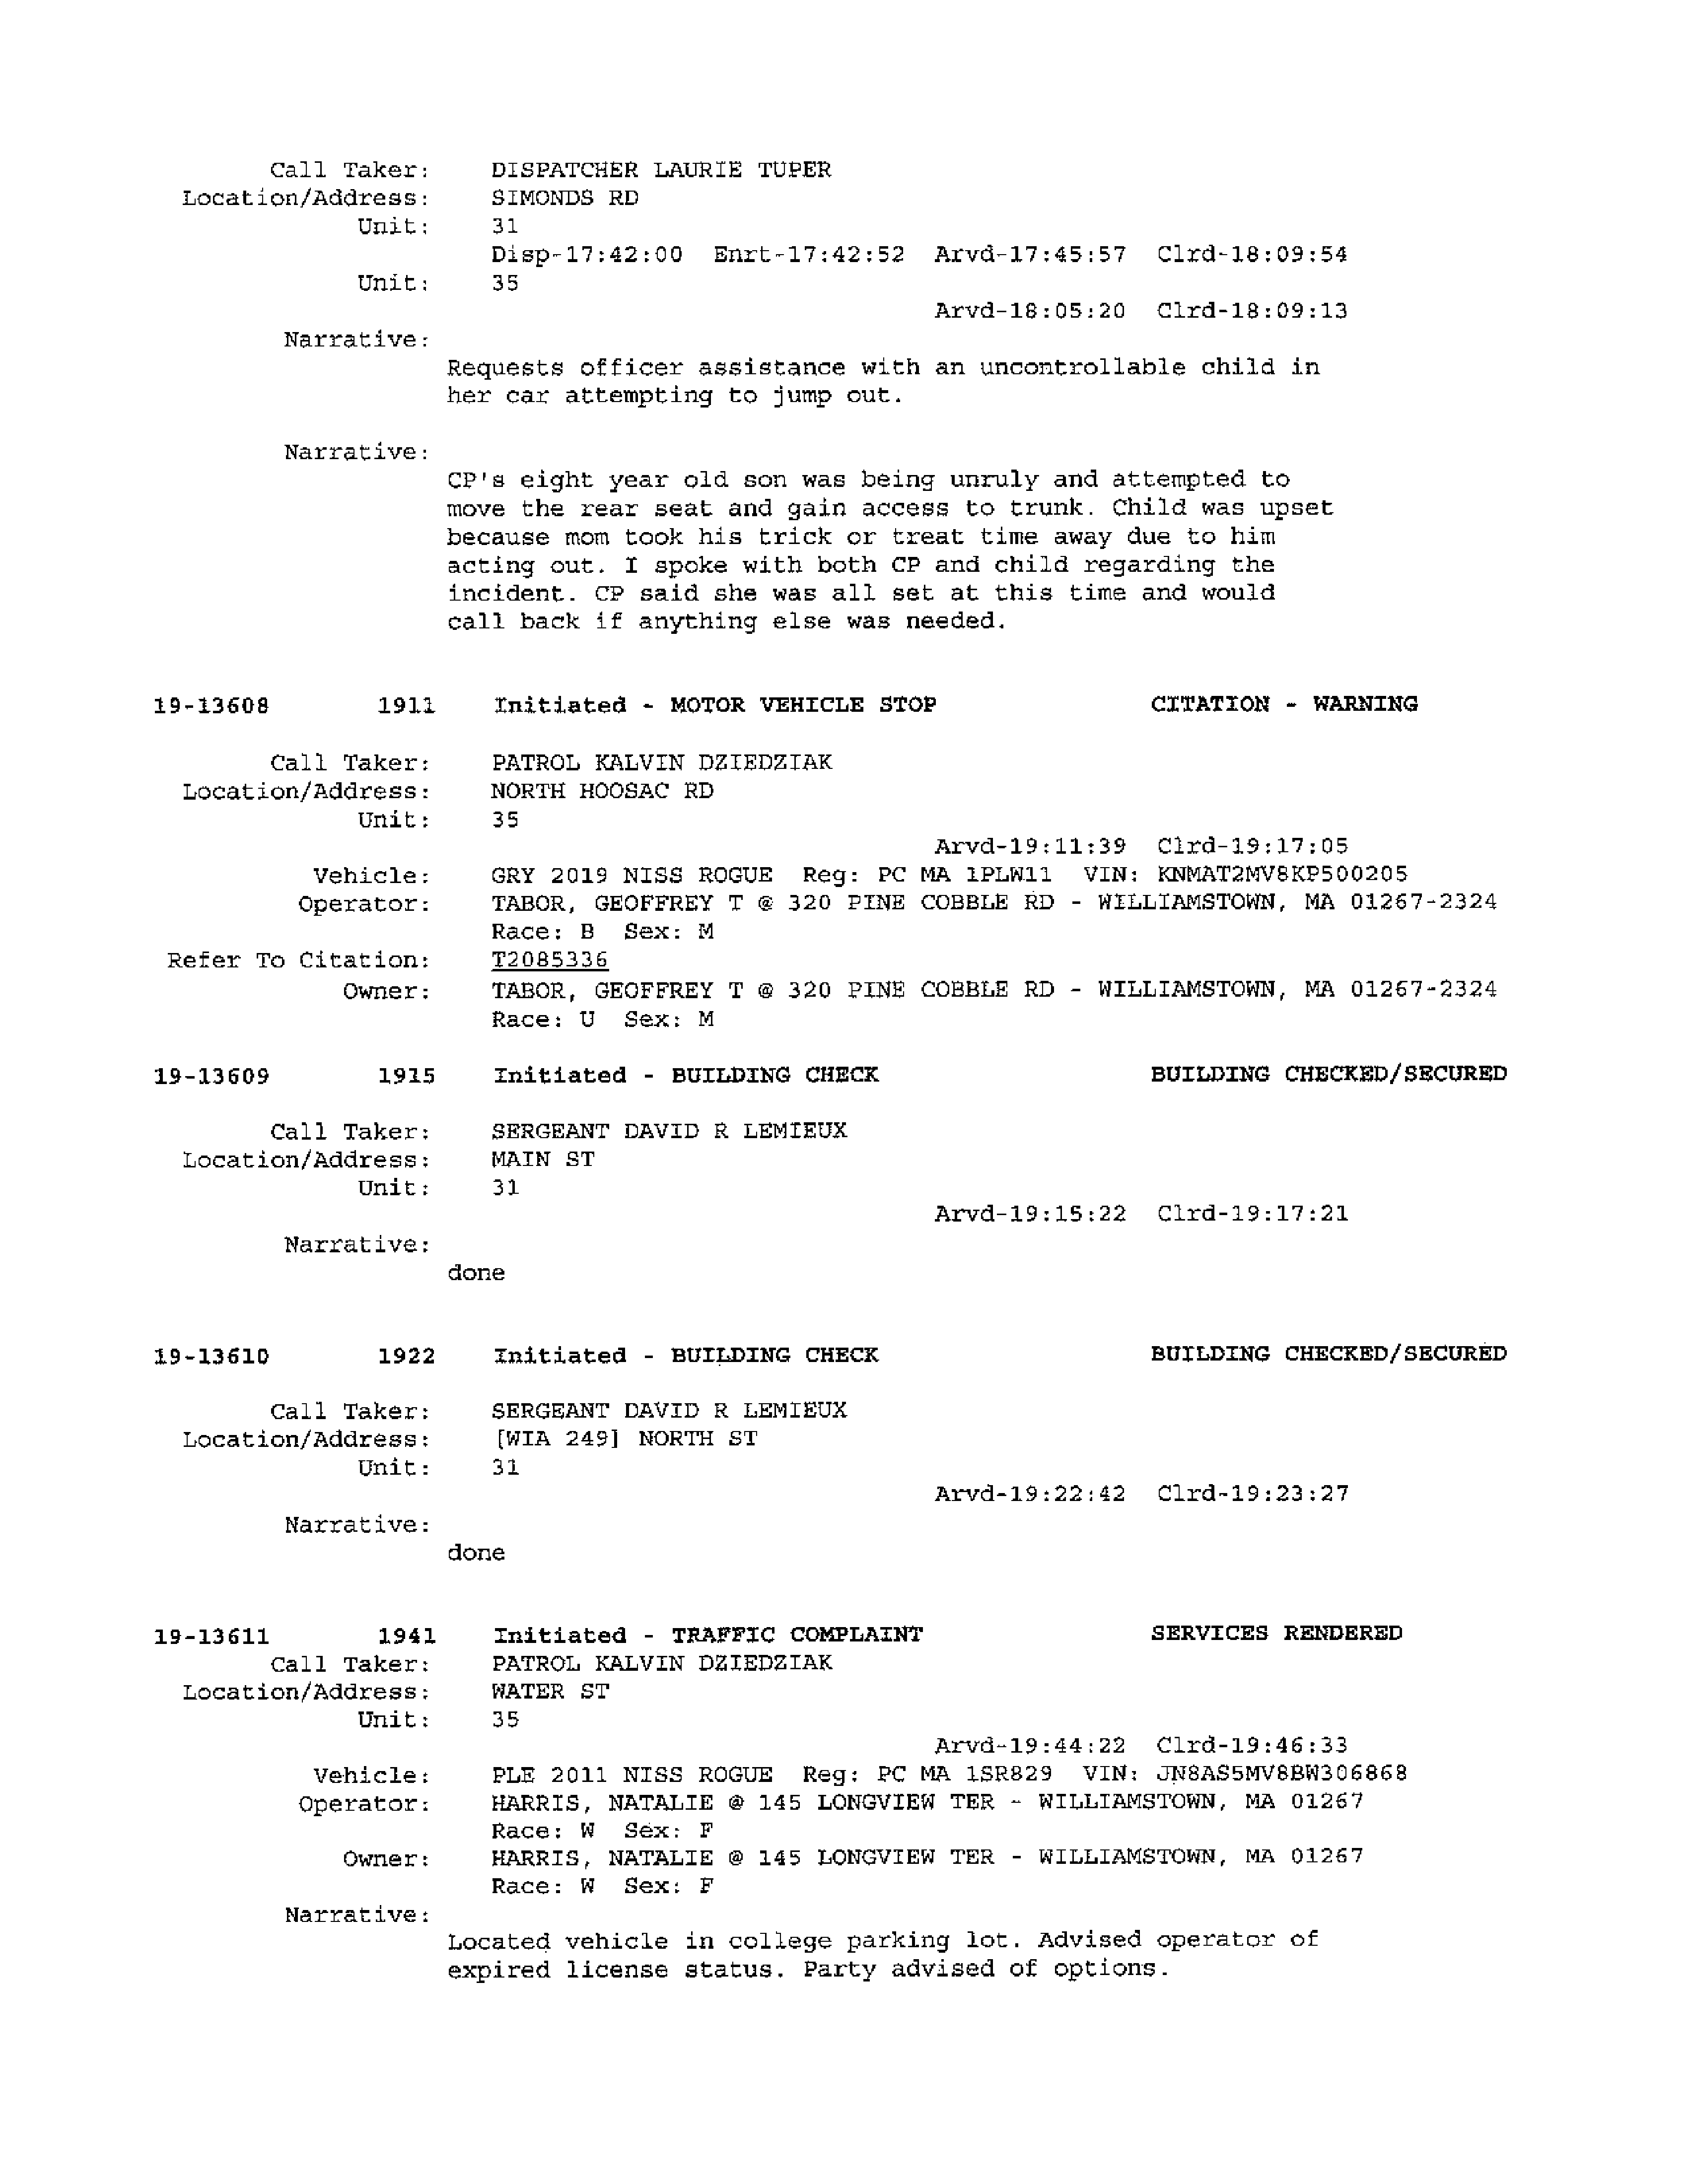 Call Taker: DISPATCHER LAURIE TUPER
Location/Address: SIMONDS RD
Unit: 31
Disp-17:42:00 Enrt-17:42:52 Arvd-17:45:57 Clrd-18:09:54
Unit: 35
Arvd-18:05:20 Clrd-18:09:13
Narrative:
Requests officer assistance with an uncontrollable child in
her car attempting to jump out.
Narrative:
CP's eight year old son was being unruly and attempted to
move the rear seat and gain access to trunk. Child was upset
because mom took his trick or treat time away due to him
acting out. I spoke with both CP and child regarding the
incident. CP said she was all set at this time and would
call back if anything else was needed.
19-13608 1911 Initiated - MOTOR VEHICLE STOP CITATION - WARNING
Call Taker: PATROL KALVIN DZIEDZIAK
Location/Address: NORTH HOOSAC RD
Unit: 35
Arvd-19:11:39 Clrd-19:17:05
Vehicle: GRY 2019 NISS ROGUE Reg: PC MA 1PLW11 VIN: KNMAT2MV8KP500205
Operator: TABOR, GEOFFREY T @ 320 PINE COBBLE RD - WILLIAMSTOWN, MA 01267-2324
Race: B Sex: M
Refer To Citation: T2085336
Owner: TABOR, GEOFFREY T @ 320 PINE COBBLE RD - WILLIAMSTOWN, MA 01267-2324
Race: U Sex: M
19-13609 1915 Initiated - BUILDING CHECK BUILDING CHECKED/SECURED
Call Taker: SERGEANT DAVID R LEMIEUX
Location/Address: MAIN ST
Unit: 31
Arvd-19:15:22 Clrd-19:17:21
Narrative:
done
19-13610 1922 Initiated - BUILDING CHECK BUILDING CHECKED/SECURED
Call Taker: SERGEANT DAVID R LEMIEUX
Location/Address: [WIA 249] NORTH ST
Unit: 31
Arvd-19:22:42 Clrd-19:23:27
Narrative:
done
19-13611 1941 Initiated - TRAFFIC COMPLAINT SERVICES RENDERED
Call Taker: PATROL KALVIN DZIEDZIAK
Location/Address: WATER ST
Unit: 35
Arvd-19:44:22 Clrd-19:46:33
Vehicle: PLE 2011 NISS ROGUE Reg: PC MA 1SR829 VIN: JN8AS5MV8BW306868
Operator: HARRIS, NATALIE @ 145 LONGVIEW TER - WILLIAMSTOWN, MA 01267
Race: W Sex: F
Owner: HARRIS, NATALIE @ 145 LONGVIEW TER - WILLIAMSTOWN, MA 01267
Race: W Sex: F
Narrative:
Located vehicle in college parking lot. Advised operator of
expired license status. Party advised of options.